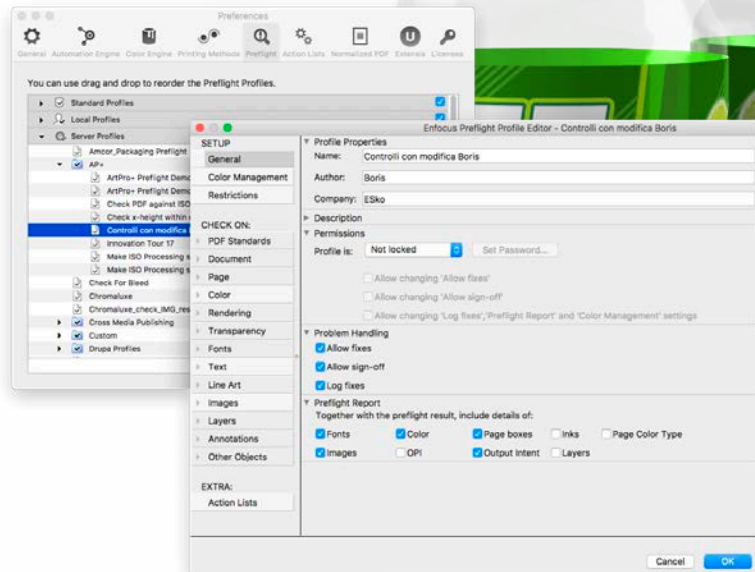 Preferences
General Automation Engine Color Engine Printing Methods Preflight Action Lists Normalized PDF Extensis Licenses
You can use drag and drop to reorder the Preflight Profiles.
Standard Profiles
Local Profiles
Server Profiles
Amcor_Packaging Preflight
AP+
ArtPro+ Preflight Demo
ArtPro+ Preflight Demo
Check PDF against ISO
Check x-height within
Controlli con modifica
Innovation Tour 17
Make ISO Processing s
Make ISO Processing s
Check For Bleed
Chromaluxe
Chromaluxe_check_IMG_res
Cross Media Publishing
Custom
Drupa Profiles
Enfocus Preflight Profile Editor - Controlli con modifica Boris
SETUP
General
Color Management
Restrictions
CHECK ON:
PDF Standards
Document
Page
Color
Rendering
Transparency
Fonts
Text
Line Art
Images
Layers
Annotations
Other Objects
EXTRA:
Action Lists
Profile Properties
Name: Controlli con modifica Boris
Author: Boris
Company: ESko
Description
Permissions
Profile is: Not locked Set Password...
Allow changing 'Allow fixes'
Allow changing 'Allow sign-off'
Allow changing 'Log fixes','Preflight Report' and 'Color Management' settings
Problem Handling
Allow fixes
Allow sign-off
Log fixes
Preflight Report
Together with the preflight result, include details of:
Fonts Color Page boxes Inks Page Color Type
Images OPI Output Intent Layers
Cancel OK